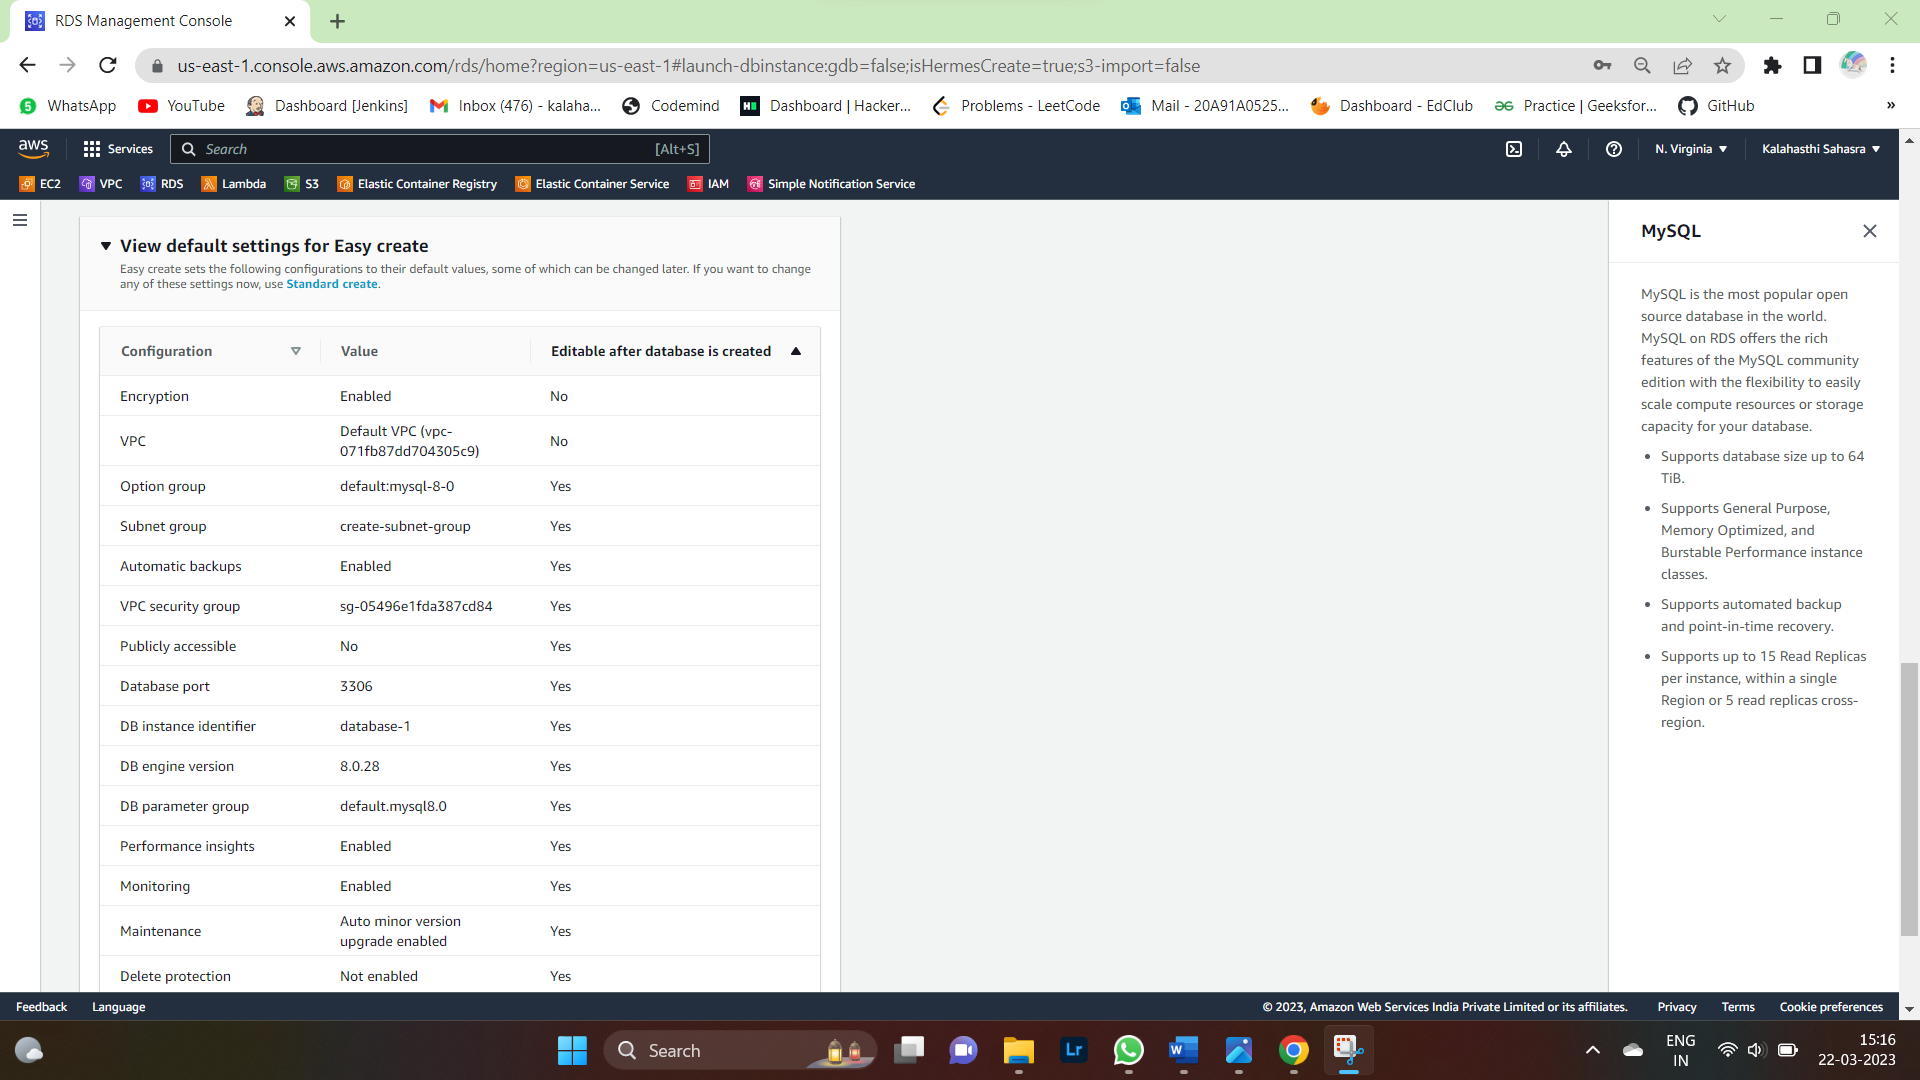 RDS Management Console
us-east-1.console.aws.amazon.com/rds/home?region=us-east-1#launch-dbinstance:gdb=false;isHermesCreate=true;s3-import=false
WhatsApp YouTube Dashboard [Jenkins] Inbox (476) - kalaha... Codemind Dashboard | Hacker... Problems - LeetCode Mail - 20A91A0525... Dashboard - EdClub Practice | Geeksfor... GitHub »
aws Services Search [Alt+S] N. Virginia Kalahasthi Sahasra
EC2 VPC RDS Lambda S3 Elastic Container Registry Elastic Container Service IAM Simple Notification Service
View default settings for Easy create
Easy create sets the following configurations to their default values, some of which can be changed later. If you want to change
any of these settings now, use Standard create.
Configuration Value Editable after database is created
Encryption Enabled No
VPC Default VPC (vpc-
071fb87dd704305c9) No
Option group default:mysql-8-0 Yes
Subnet group create-subnet-group Yes
Automatic backups Enabled Yes
VPC security group sg-05496e1fda387cd84 Yes
Publicly accessible No Yes
Database port 3306 Yes
DB instance identifier database-1 Yes
DB engine version 8.0.28 Yes
DB parameter group default.mysql8.0 Yes
Performance insights Enabled Yes
Monitoring Enabled Yes
Maintenance Auto minor version
upgrade enabled Yes
Delete protection Not enabled Yes
MySQL
MySQL is the most popular open
source database in the world.
MySQL on RDS offers the rich
features of the MySQL community
edition with the flexibility to easily
scale compute resources or storage
capacity for your database.
• Supports database size up to 64
TiB.
• Supports General Purpose,
Memory Optimized, and
Burstable Performance instance
classes.
• Supports automated backup
and point-in-time recovery.
• Supports up to 15 Read Replicas
per instance, within a single
Region or 5 read replicas cross-
region.
Feedback Language © 2023, Amazon Web Services India Private Limited or its affiliates. Privacy Terms Cookie preferences
Search Lr W ENG
IN 15:16
22-03-2023